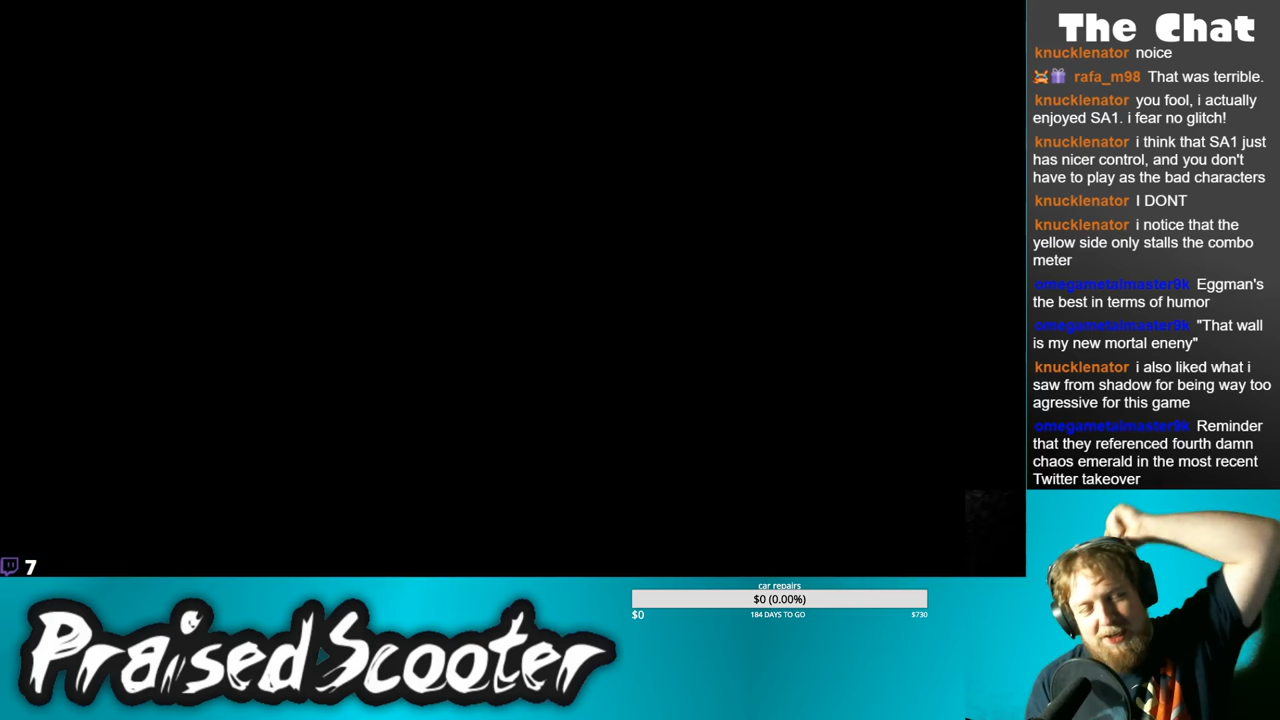 The Chat
knucklenator noice
rafa_m98 That was terrible.
knucklenator you fool, i actually
enjoyed SA1. i fear no glitch!
knucklenator i think that SA1 just
has nicer control, and you don't
have to play as the bad characters
knucklenator I DONT
knucklenator i notice that the
yellow side only stalls the combo
meter
omegametalmaster9k Eggman's
the best in terms of humor
omegametalmaster9k "That wall
is my new mortal eneny"
knucklenator i also liked what i
saw from shadow for being way too
agressive for this game
omegametalmaster9k Reminder
that they referenced fourth damn
chaos emerald in the most recent
Twitter takeover
7
car repairs
$0 (0.00%)
$0 184 DAYS TO GO $730
PraisedScooter